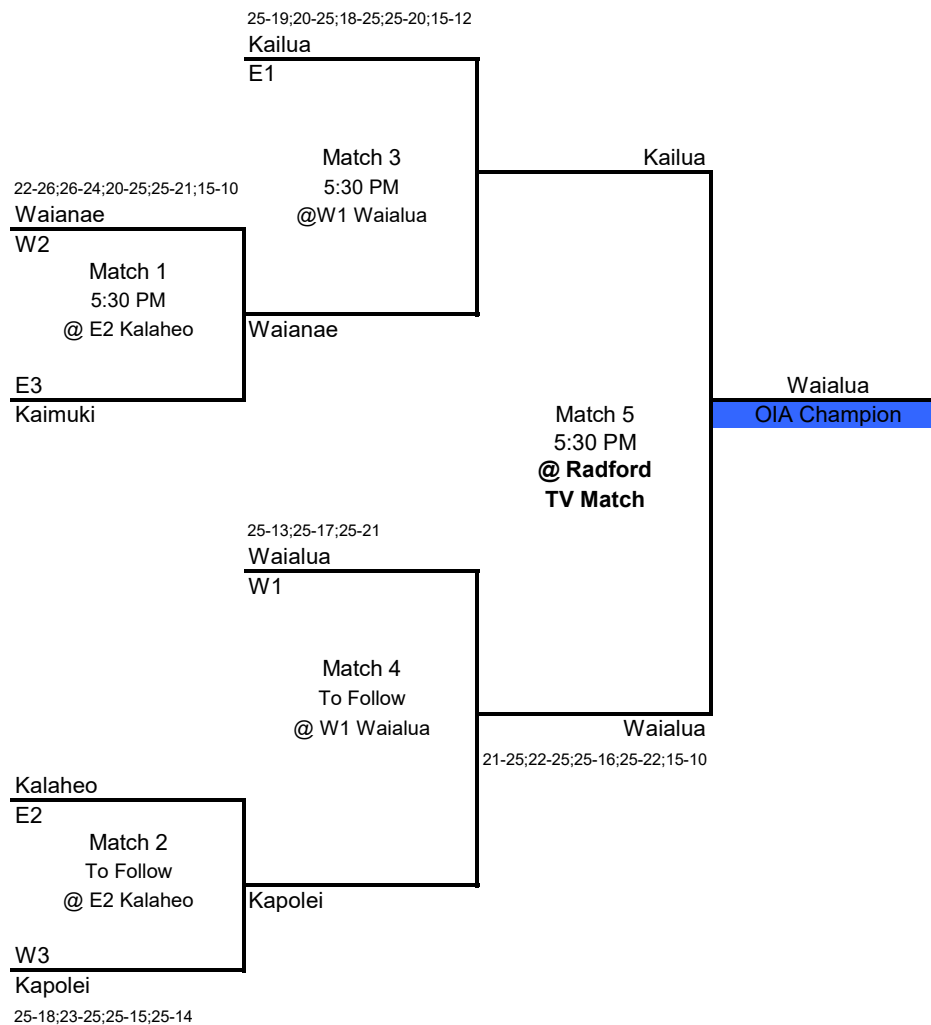 25-19;20-25;18-25;25-20;15-12
Kailua
E1
Match 3
5:30 PM
@W1 Waialua
Kailua
22-26;26-24;20-25;25-21;15-10
Waianae
W2
Match 1
5:30 PM
@ E2 Kalaheo
Waianae
E3
Kaimuki
Waialua
OIA Champion
Match 5
5:30 PM
@ Radford
TV Match
25-13;25-17;25-21
Waialua
W1
Match 4
To Follow
@ W1 Waialua
Waialua
21-25;22-25;25-16;25-22;15-10
Kalaheo
E2
Match 2
To Follow
@ E2 Kalaheo
Kapolei
W3
Kapolei
25-18;23-25;25-15;25-14